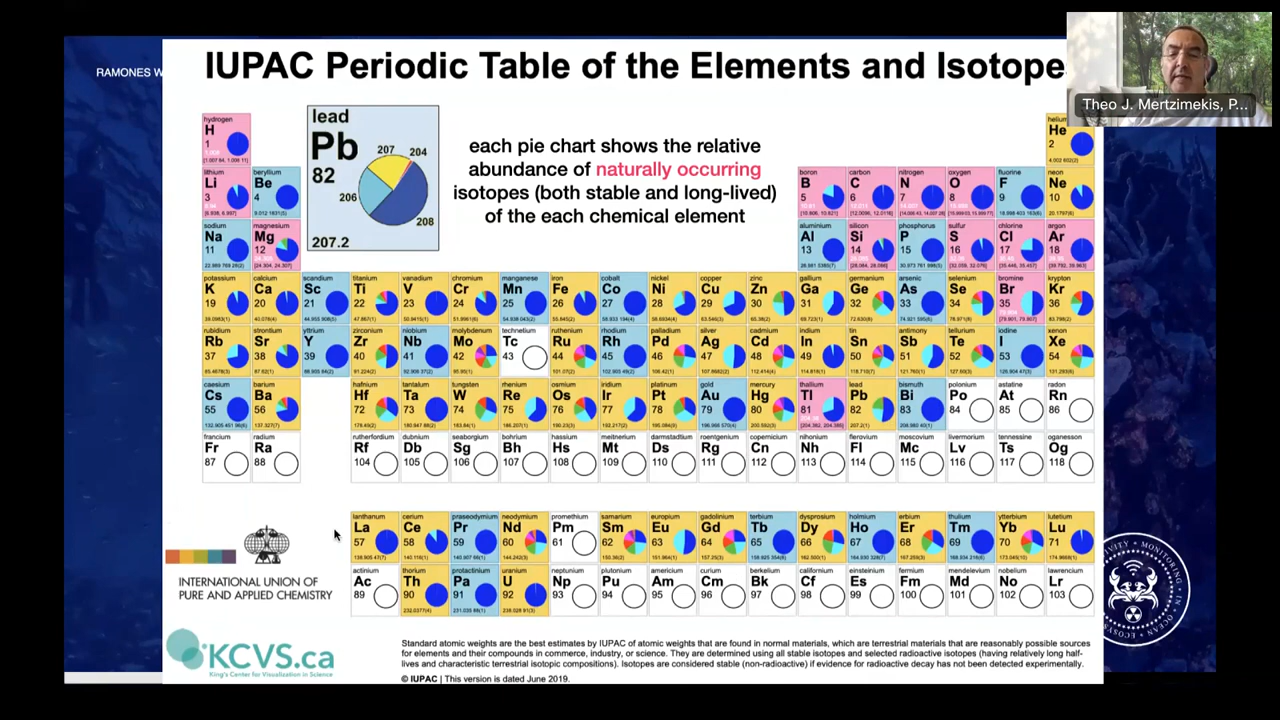 RAMONES W
IUPAC Periodic Table of the Elements and Isotope
Theo J. Mertzimekis, P...
lead
Pb
82
207
204
206
208
207.2
each pie chart shows the relative
abundance of naturally occurring
isotopes (both stable and long-lived)
of the each chemical element
hydrogen
H
1
helium
He
2
lithium
Li
3
beryllium
Be
4
boron
B
5
carbon
C
6
nitrogen
N
7
oxygen
O
8
fluorine
F
9
neon
Ne
10
sodium
Na
11
magnesium
Mg
12
aluminium
Al
13
silicon
Si
14
phosphorus
P
15
sulfur
S
16
chlorine
Cl
17
argon
Ar
18
potassium
K
19
calcium
Ca
20
scandium
Sc
21
titanium
Ti
22
vanadium
V
23
chromium
Cr
24
manganese
Mn
25
iron
Fe
26
cobalt
Co
27
nickel
Ni
28
copper
Cu
29
zinc
Zn
30
gallium
Ga
31
germanium
Ge
32
arsenic
As
33
selenium
Se
34
bromine
Br
35
krypton
Kr
36
rubidium
Rb
37
strontium
Sr
38
yttrium
Y
39
zirconium
Zr
40
niobium
Nb
41
molybdenum
Mo
42
technetium
Tc
43
ruthenium
Ru
44
rhodium
Rh
45
palladium
Pd
46
silver
Ag
47
cadmium
Cd
48
indium
In
49
tin
Sn
50
antimony
Sb
51
tellurium
Te
52
iodine
I
53
xenon
Xe
54
caesium
Cs
55
barium
Ba
56
hafnium
Hf
72
tantalum
Ta
73
tungsten
W
74
rhenium
Re
75
osmium
Os
76
iridium
Ir
77
platinum
Pt
78
gold
Au
79
mercury
Hg
80
thallium
Tl
81
lead
Pb
82
bismuth
Bi
83
polonium
Po
84
astatine
At
85
radon
Rn
86
francium
Fr
87
radium
Ra
88
rutherfordium
Rf
104
dubnium
Db
105
seaborgium
Sg
106
bohrium
Bh
107
hassium
Hs
108
meitnerium
Mt
109
darmstadtium
Ds
110
roentgenium
Rg
111
copernicium
Cn
112
nihonium
Nh
113
flerovium
Fl
114
moscovium
Mc
115
livermorium
Lv
116
tennessine
Ts
117
oganesson
Og
118
lanthanum
La
57
cerium
Ce
58
praseodymium
Pr
59
neodymium
Nd
60
promethium
Pm
61
samarium
Sm
62
europium
Eu
63
gadolinium
Gd
64
terbium
Tb
65
dysprosium
Dy
66
holmium
Ho
67
erbium
Er
68
thulium
Tm
69
ytterbium
Yb
70
lutetium
Lu
71
actinium
Ac
89
thorium
Th
90
protactinium
Pa
91
uranium
U
92
neptunium
Np
93
plutonium
Pu
94
americium
Am
95
curium
Cm
96
berkelium
Bk
97
californium
Cf
98
einsteinium
Es
99
fermium
Fm
100
mendelevium
Md
101
nobelium
No
102
lawrencium
Lr
103
INTERNATIONAL UNION OF
PURE AND APPLIED CHEMISTRY
KCVS.ca
King's Center for Visualization in Science
Standard atomic weights are the best estimates by IUPAC of atomic weights that are found in normal materials, which are terrestrial materials that are reasonably possible sources
for elements and their compounds in commerce, industry, or science. They are determined using all stable isotopes and selected radioactive isotopes (having relatively long half-
lives and characteristic terrestrial isotopic compositions). Isotopes are considered stable (non-radioactive) if evidence for radioactive decay has not been detected experimentally.
© IUPAC | This version is dated June 2019.